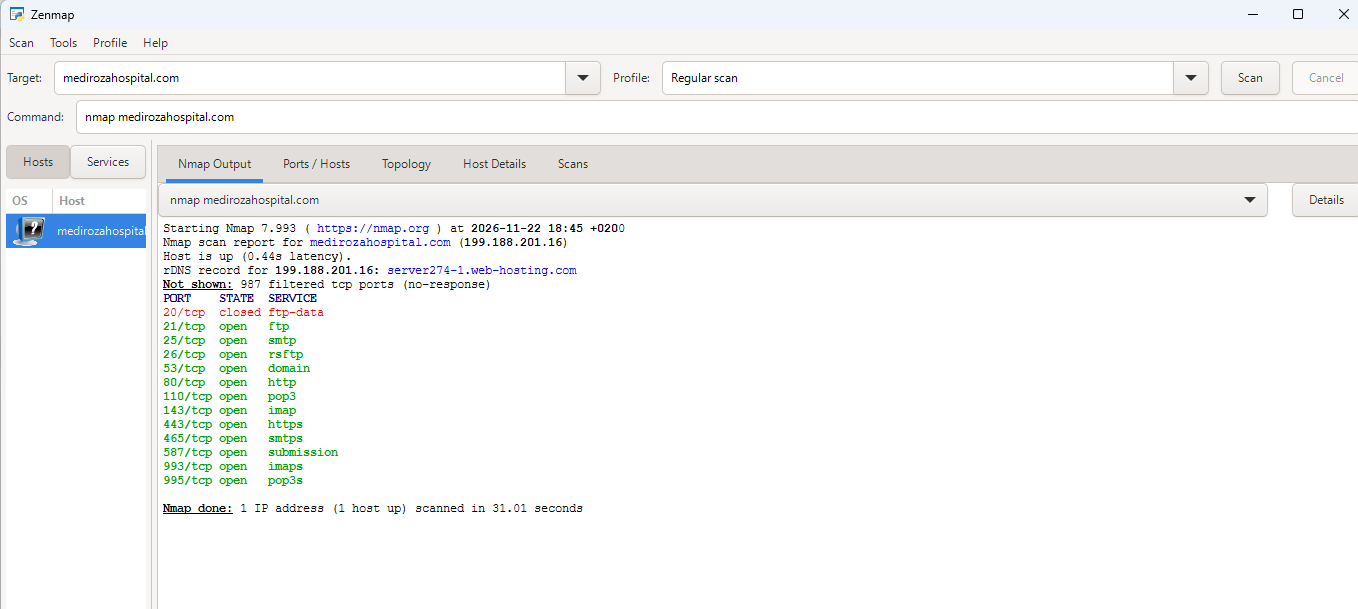 Zenmap
Scan Tools Profile Help
Target: medirozahospital.com Profile: Regular scan Scan Cancel
Command: nmap medirozahospital.com
Hosts Services
OS Host
medirozahospital
Nmap Output Ports / Hosts Topology Host Details Scans
nmap medirozahospital.com Details
Starting Nmap 7.993 ( https://nmap.org ) at 2026-11-22 18:45 +0200
Nmap scan report for medirozahospital.com (199.188.201.16)
Host is up (0.44s latency).
rDNS record for 199.188.201.16: server274-1.web-hosting.com
Not shown: 987 filtered tcp ports (no-response)
PORT STATE SERVICE
20/tcp closed ftp-data
21/tcp open ftp
25/tcp open smtp
26/tcp open rsftp
53/tcp open domain
80/tcp open http
110/tcp open pop3
143/tcp open imap
443/tcp open https
465/tcp open smtps
587/tcp open submission
993/tcp open imaps
995/tcp open pop3s
Nmap done: 1 IP address (1 host up) scanned in 31.01 seconds